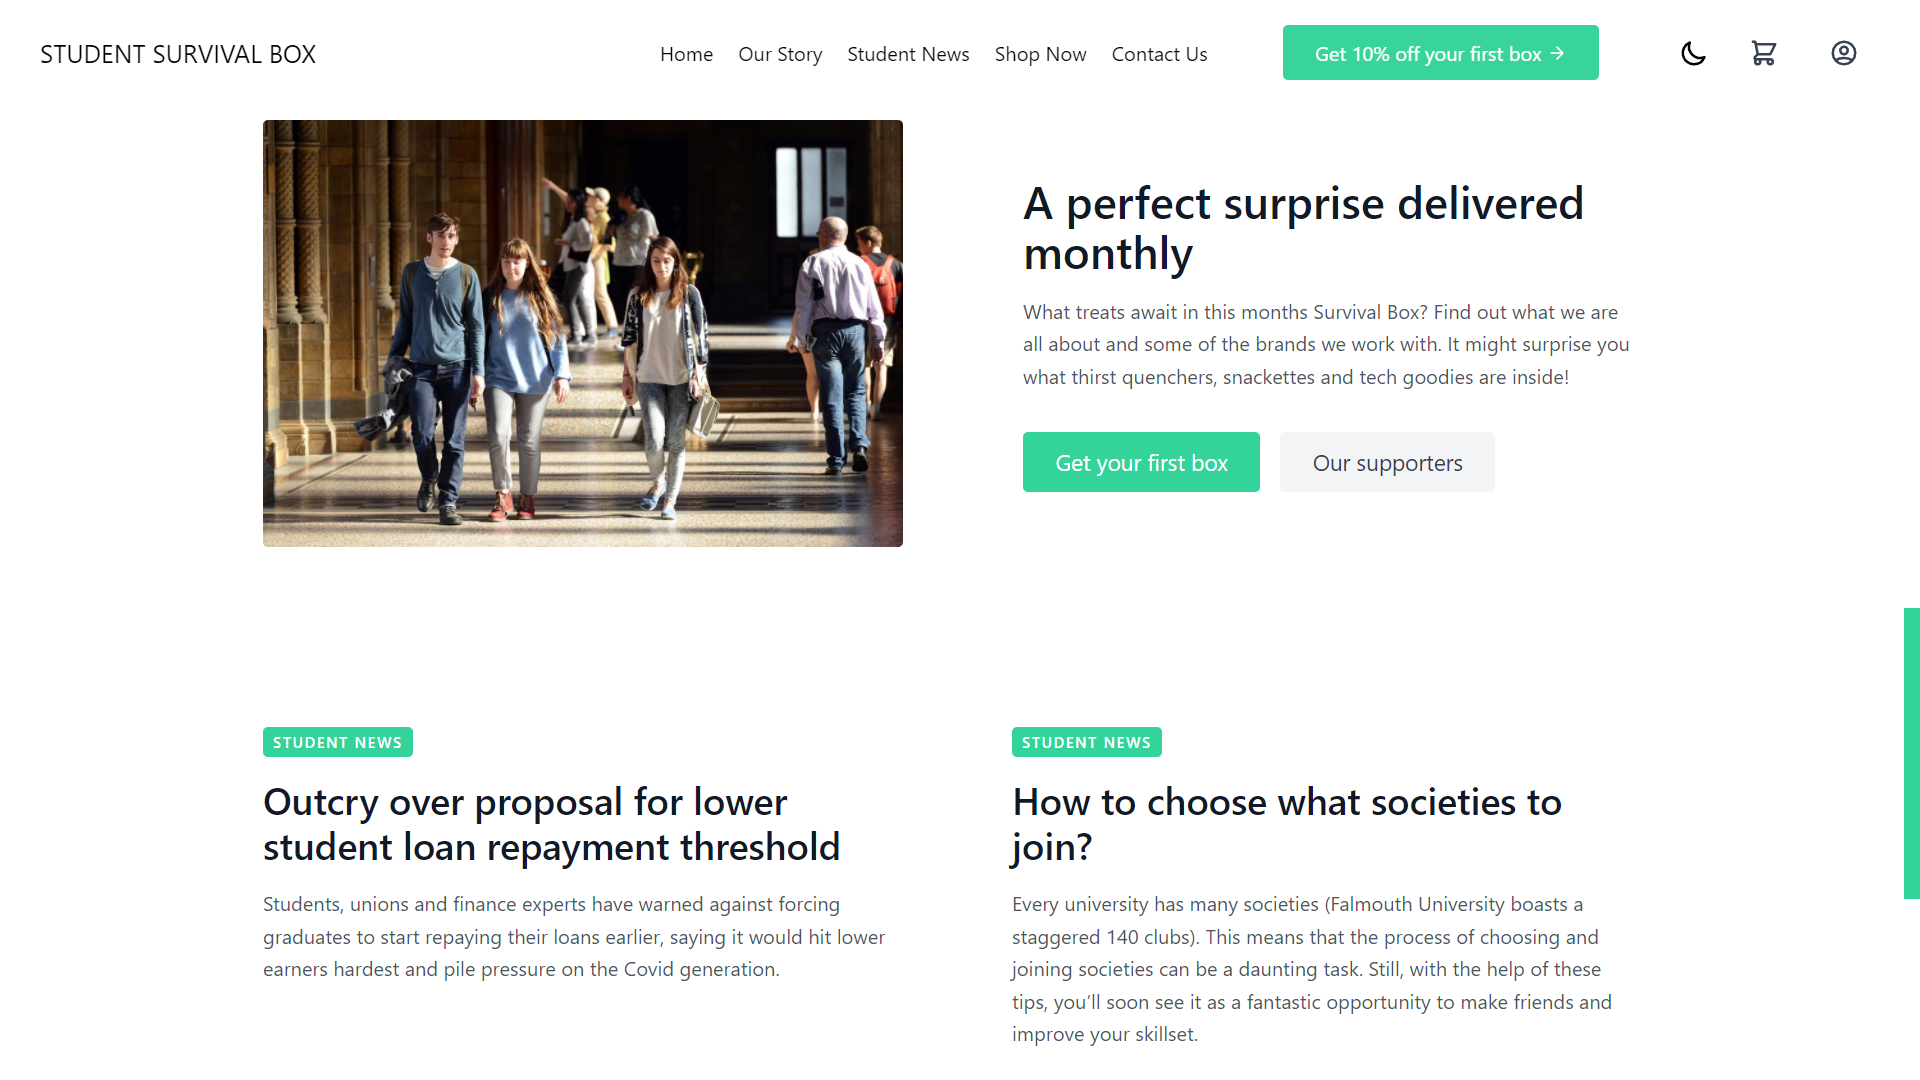 STUDENT SURVIVAL BOX
Home Our Story Student News Shop Now Contact Us
Get 10% off your first box →
A perfect surprise delivered
monthly
What treats await in this months Survival Box? Find out what we are
all about and some of the brands we work with. It might surprise you
what thirst quenchers, snackettes and tech goodies are inside!
Get your first box
Our supporters
STUDENT NEWS
Outcry over proposal for lower
student loan repayment threshold
Students, unions and finance experts have warned against forcing
graduates to start repaying their loans earlier, saying it would hit lower
earners hardest and pile pressure on the Covid generation.
STUDENT NEWS
How to choose what societies to
join?
Every university has many societies (Falmouth University boasts a
staggered 140 clubs). This means that the process of choosing and
joining societies can be a daunting task. Still, with the help of these
tips, you’ll soon see it as a fantastic opportunity to make friends and
improve your skillset.